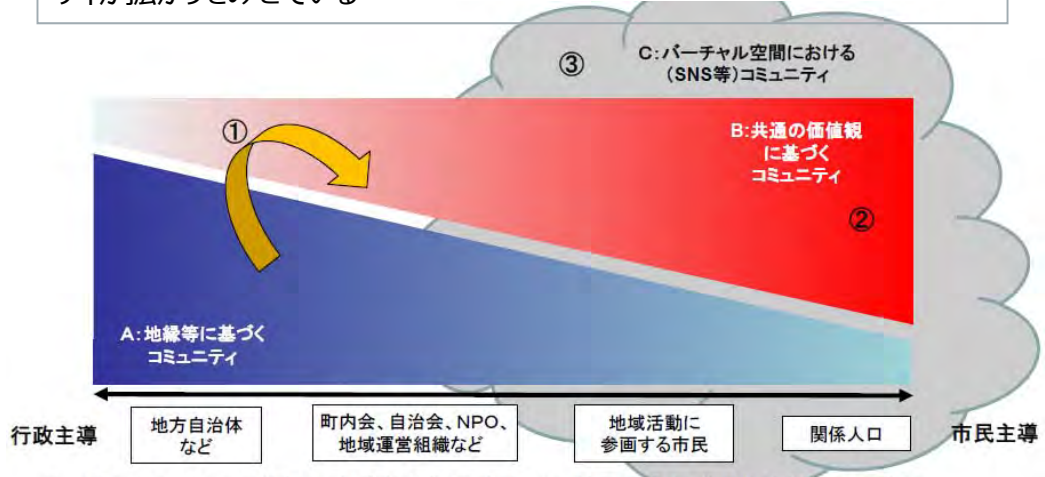 ③
C:バーチャル空間における
(SNS等)コミュニティ
①
B:共通の価値観
に基づく
コミュニティ
②
A:地縁等に基づく
コミュニティ
行政主導
地方自治体
など
町内会、自治会、NPO、
地域運営組織など
地域活動に
参画する市民
関係人口
市民主導